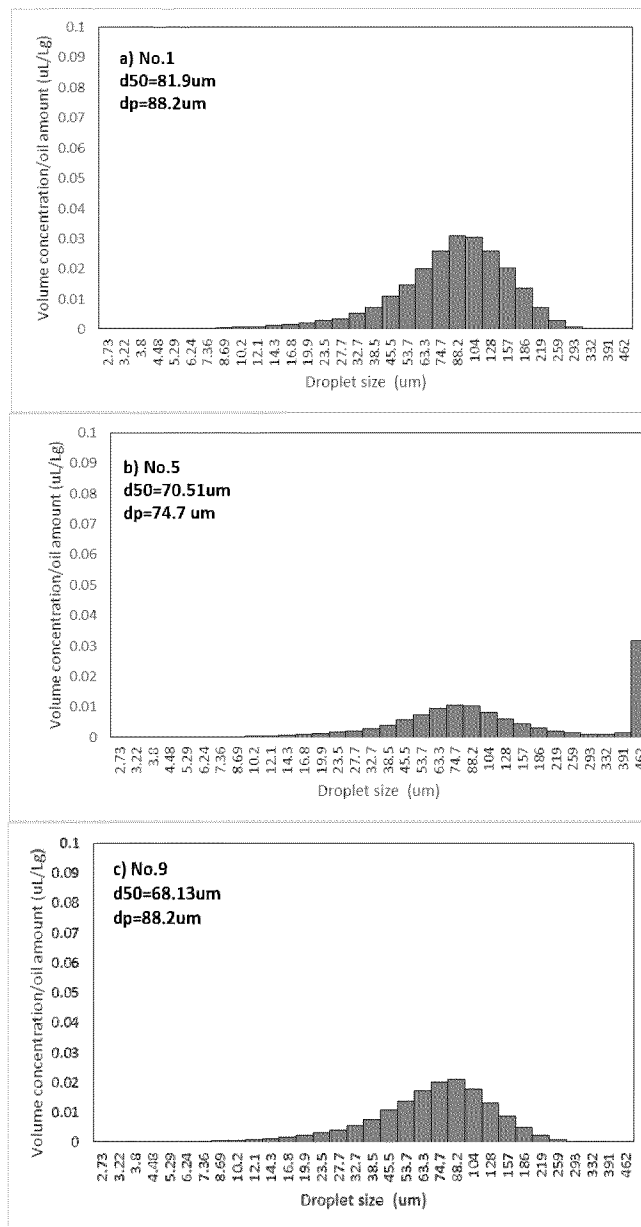 0.1
0.09
0.08
0.07
0.06
0.05
0.04
0.03
0.02
0.01
0
Volume concentration/oil amount (uL/Lg)
a) No.1
d50=81.9um
dp=88.2um
2.73 3.22 3.8 4.48 5.29 6.24 7.36 8.69 10.2 12.1 14.3 16.8 19.9 23.5 27.7 32.7 38.5 45.5 53.7 63.3 74.7 88.2 104 128 157 186 219 259 293 332 391 462
Droplet size (um)
0.1
0.09
0.08
0.07
0.06
0.05
0.04
0.03
0.02
0.01
0
Volume concentration/oil amount (uL/Lg)
b) No.5
d50=70.51um
dp=74.7 um
2.73 3.22 3.8 4.48 5.29 6.24 7.36 8.69 10.2 12.1 14.3 16.8 19.9 23.5 27.7 32.7 38.5 45.5 53.7 63.3 74.7 88.2 104 128 157 186 219 259 293 332 391 462
Droplet size (um)
0.1
0.09
0.08
0.07
0.06
0.05
0.04
0.03
0.02
0.01
0
Volume concentration/oil amount (uL/Lg)
c) No.9
d50=68.13um
dp=88.2um
2.73 3.22 3.8 4.48 5.29 6.24 7.36 8.69 10.2 12.1 14.3 16.8 19.9 23.5 27.7 32.7 38.5 45.5 53.7 63.3 74.7 88.2 104 128 157 186 219 259 293 332 391 462
Droplet size (um)